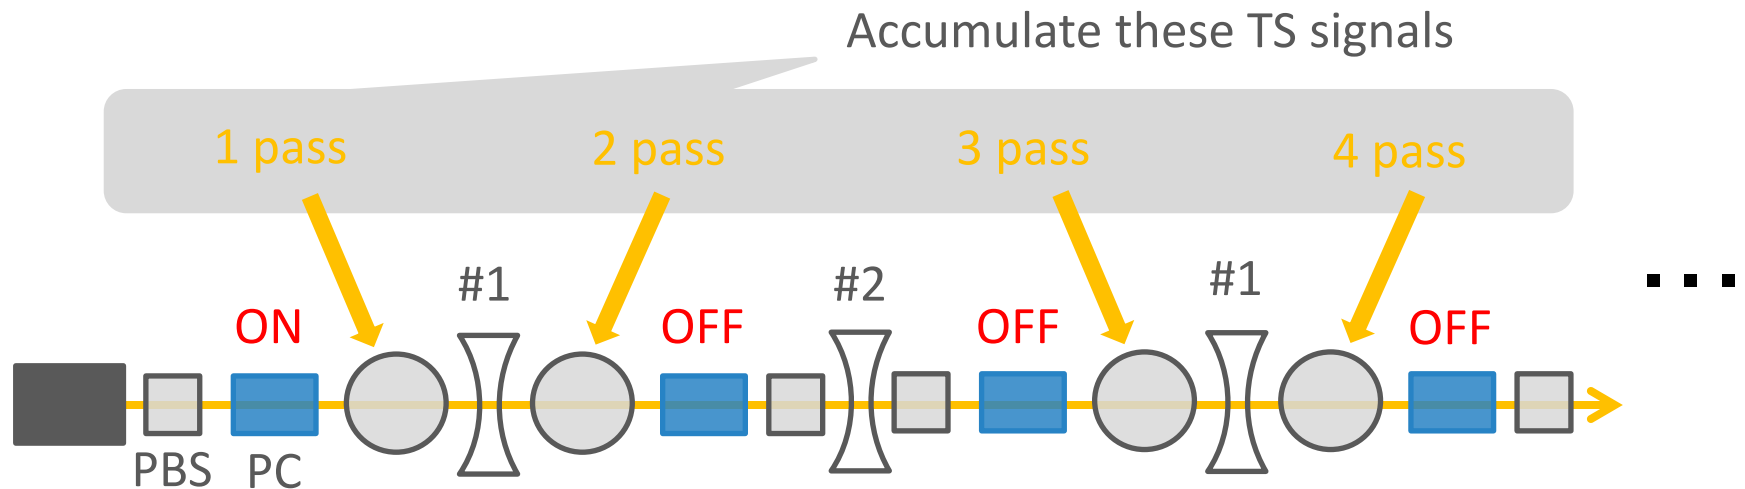 Accumulate these TS signals
1 pass
2 pass
3 pass
4 pass
#1
#2
#1
ON
OFF
OFF
OFF
PBS
PC